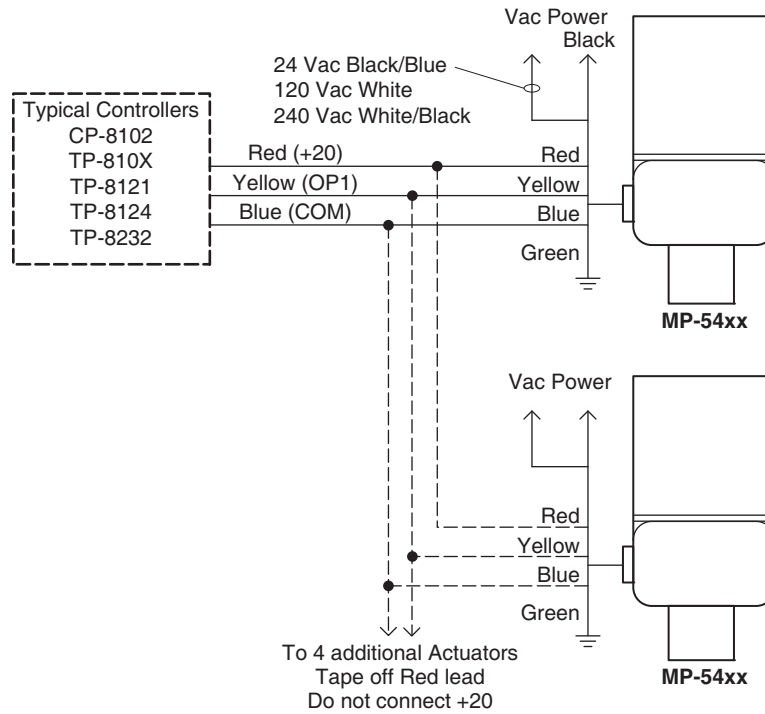 Vac Power
Black
24 Vac Black/Blue
120 Vac White
240 Vac White/Black
Typical Controllers
CP-8102
TP-810X
TP-8121
TP-8124
TP-8232
Red (+20)
Yellow (OP1)
Blue (COM)
Red
Yellow
Blue
Green
MP-54xx
Vac Power
Red
Yellow
Blue
Green
MP-54xx
To 4 additional Actuators
Tape off Red lead
Do not connect +20